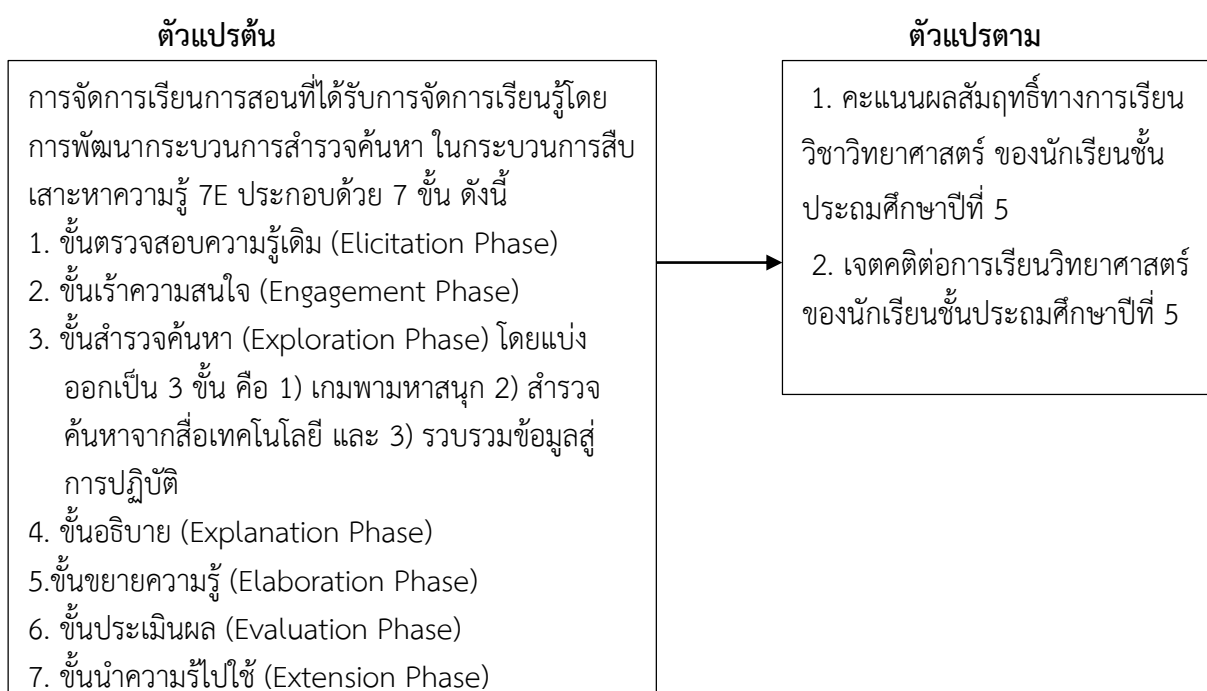 ตัวแปรต้น
การจัดการเรียนการสอนที่ได้รับการจัดการเรียนรู้โดย
การพัฒนากระบวนการสำรวจค้นหา ในกระบวนการสืบ
เสาะหาความรู้ 7E ประกอบด้วย 7 ขั้น ดังนี้
1. ขั้นตรวจสอบความรู้เดิม (Elicitation Phase)
2. ขั้นเร้าความสนใจ (Engagement Phase)
3. ขั้นสำรวจค้นหา (Exploration Phase) โดยแบ่ง
ออกเป็น 3 ขั้น คือ 1) เกมพามหาสนุก 2) สำรวจ
ค้นหาจากสื่อเทคโนโลยี และ 3) รวบรวมข้อมูลสู่
การปฏิบัติ
4. ขั้นอธิบาย (Explanation Phase)
5.ขั้นขยายความรู้ (Elaboration Phase)
6. ขั้นประเมินผล (Evaluation Phase)
7. ขั้นนำความรู้ไปใช้ (Extension Phase)
ตัวแปรตาม
1. คะแนนผลสัมฤทธิ์ทางการเรียน
วิชาวิทยาศาสตร์ ของนักเรียนชั้น
ประถมศึกษาปีที่ 5
2. เจตคติต่อการเรียนวิทยาศาสตร์
ของนักเรียนชั้นประถมศึกษาปีที่ 5